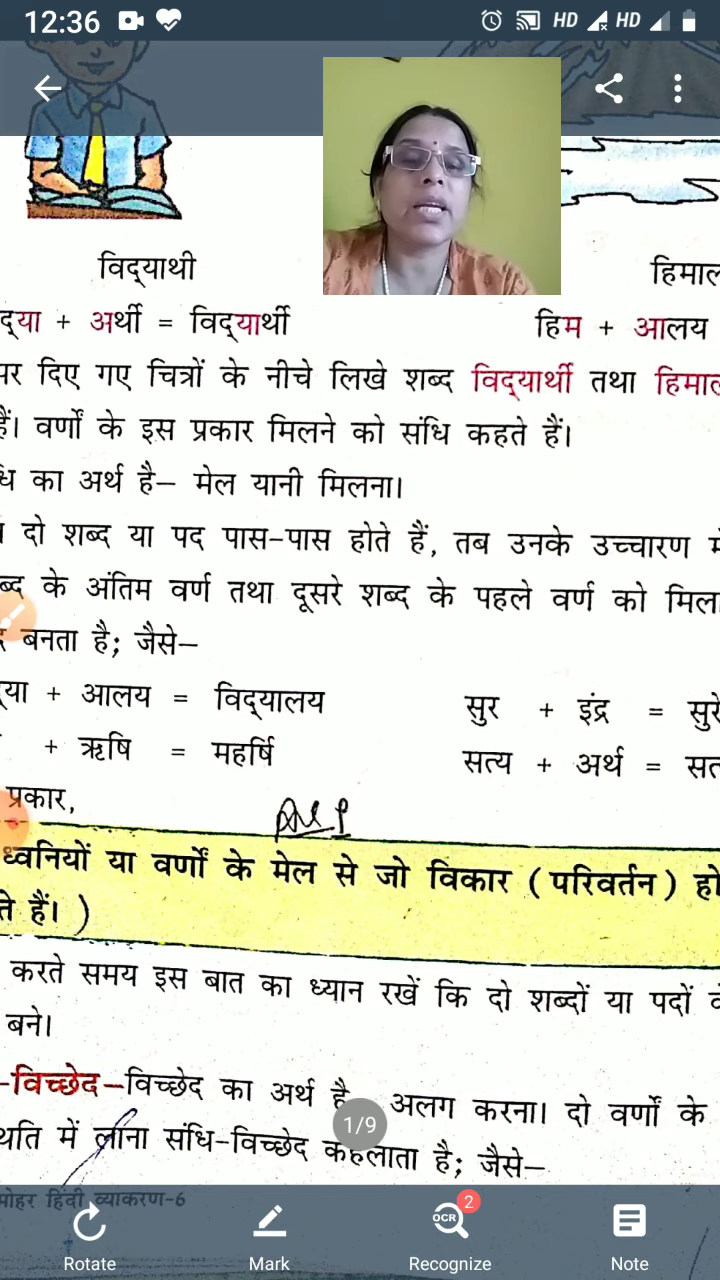 12:36 HD HD
विद्याथी
हिमाल
द्या + अर्थी = विद्यार्थी
हिम + आलय
पर दिए गए चित्रों के नीचे लिखे शब्द विद्यार्थी तथा हिमाल
हैं। वर्णों के इस प्रकार मिलने को संधि कहते हैं।
धि का अर्थ है– मेल यानी मिलना।
दो शब्द या पद पास-पास होते हैं, तब उनके उच्चारण में
ब्द के अंतिम वर्ण तथा दूसरे शब्द के पहले वर्ण को मिला
बनता है; जैसे–
द्या + आलय = विद्यालय
सुर + इंद्र = सुरे
+ ऋषि = महर्षि
सत्य + अर्थ = सत
प्रकार,
ध्वनियों या वर्णों के मेल से जो विकार ( परिवर्तन ) हो
ते हैं। )
करते समय इस बात का ध्यान रखें कि दो शब्दों या पदों के
बने।
-विच्छेद–विच्छेद का अर्थ है अलग करना। दो वर्णों के
थति में लाना संधि-विच्छेद कहलाता है; जैसे–
1/9
मोहर हिंदी व्याकरण-6
OCR 2
Rotate Mark Recognize Note